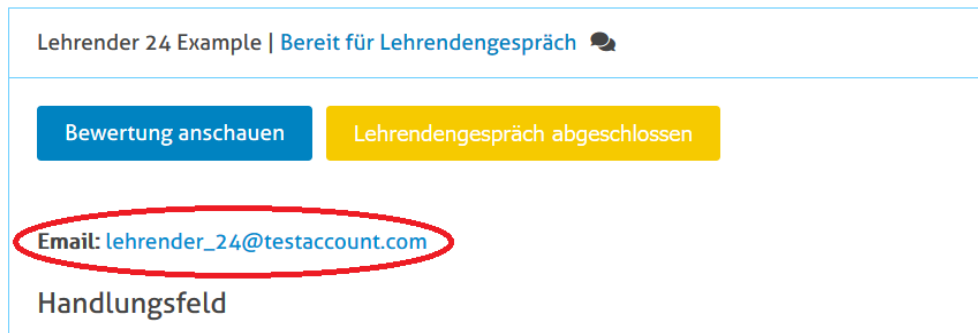 Lehrender 24 Example | Bereit für Lehrendengespräch
Bewertung anschauen Lehrendengespräch abgeschlossen
Email: lehrender_24@testaccount.com
Handlungsfeld